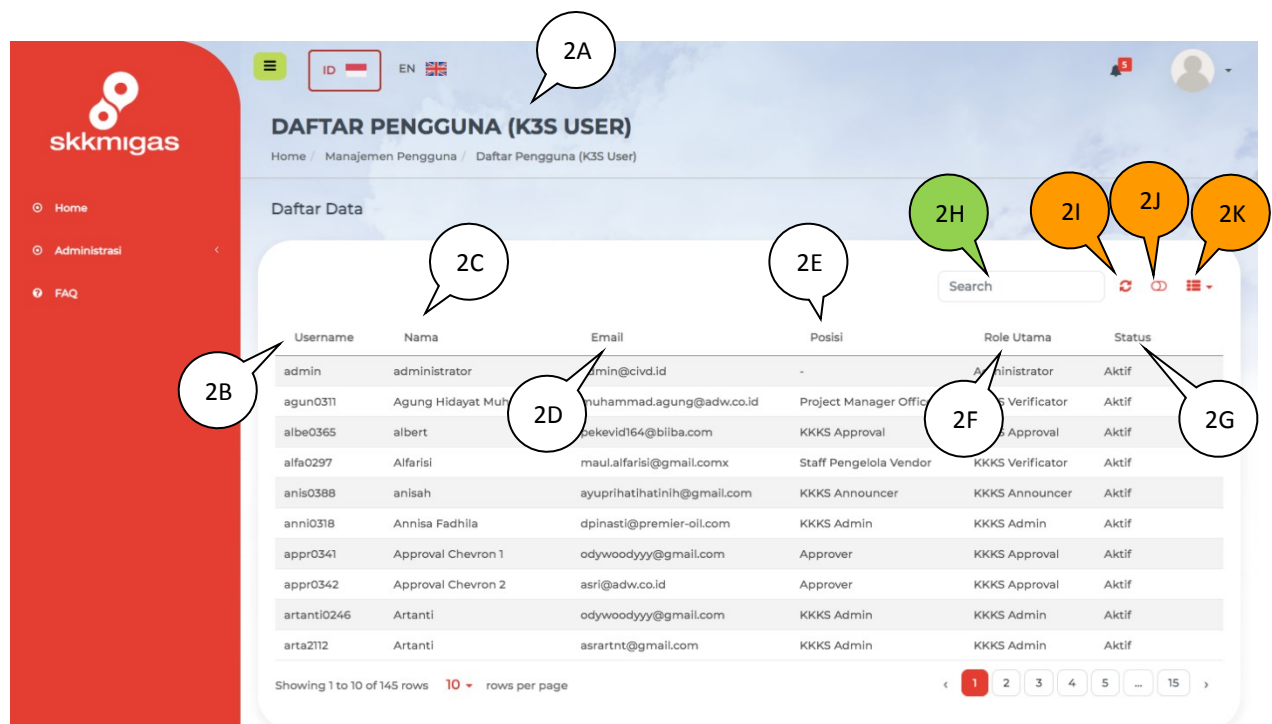 2A
ID EN
5
skkmigas
DAFTAR PENGGUNA (K3S USER)
Home / Manajemen Pengguna / Daftar Pengguna (K3S User)
Home
Administrasi
FAQ
Daftar Data
2H 2I 2J 2K
2C 2E
Search
Username Nama Email Posisi Role Utama Status
2B 2D 2F 2G
admin administrator - Aktif
agun0311 Agung Hidayat muhammad.agung@adw.co.id Project Manager Verificator Aktif
albe0365 albert pekevid164@biiba.com KKKS Approval Approval Aktif
alfa0297 Alfarisi maul.alfarisi@gmail.comx Staff Pengelola Vendor KKKS Verificator Aktif
anis0388 anisah ayuprihatihatinih@gmail.com KKKS Announcer KKKS Announcer Aktif
anni0318 Annisa Fadhila dpinasti@premier-oil.com KKKS Admin KKKS Admin Aktif
appr0341 Approval Chevron 1 odywoodyyy@gmail.com Approver KKKS Approval Aktif
appr0342 Approval Chevron 2 asri@adw.co.id Approver KKKS Approval Aktif
artanti0246 Artanti odywoodyyy@gmail.com KKKS Admin KKKS Admin Aktif
arta2112 Artanti asrartnt@gmail.com KKKS Admin KKKS Admin Aktif
Showing 1 to 10 of 145 rows 10 rows per page ‹ 1 2 3 4 5 ... 15 ›